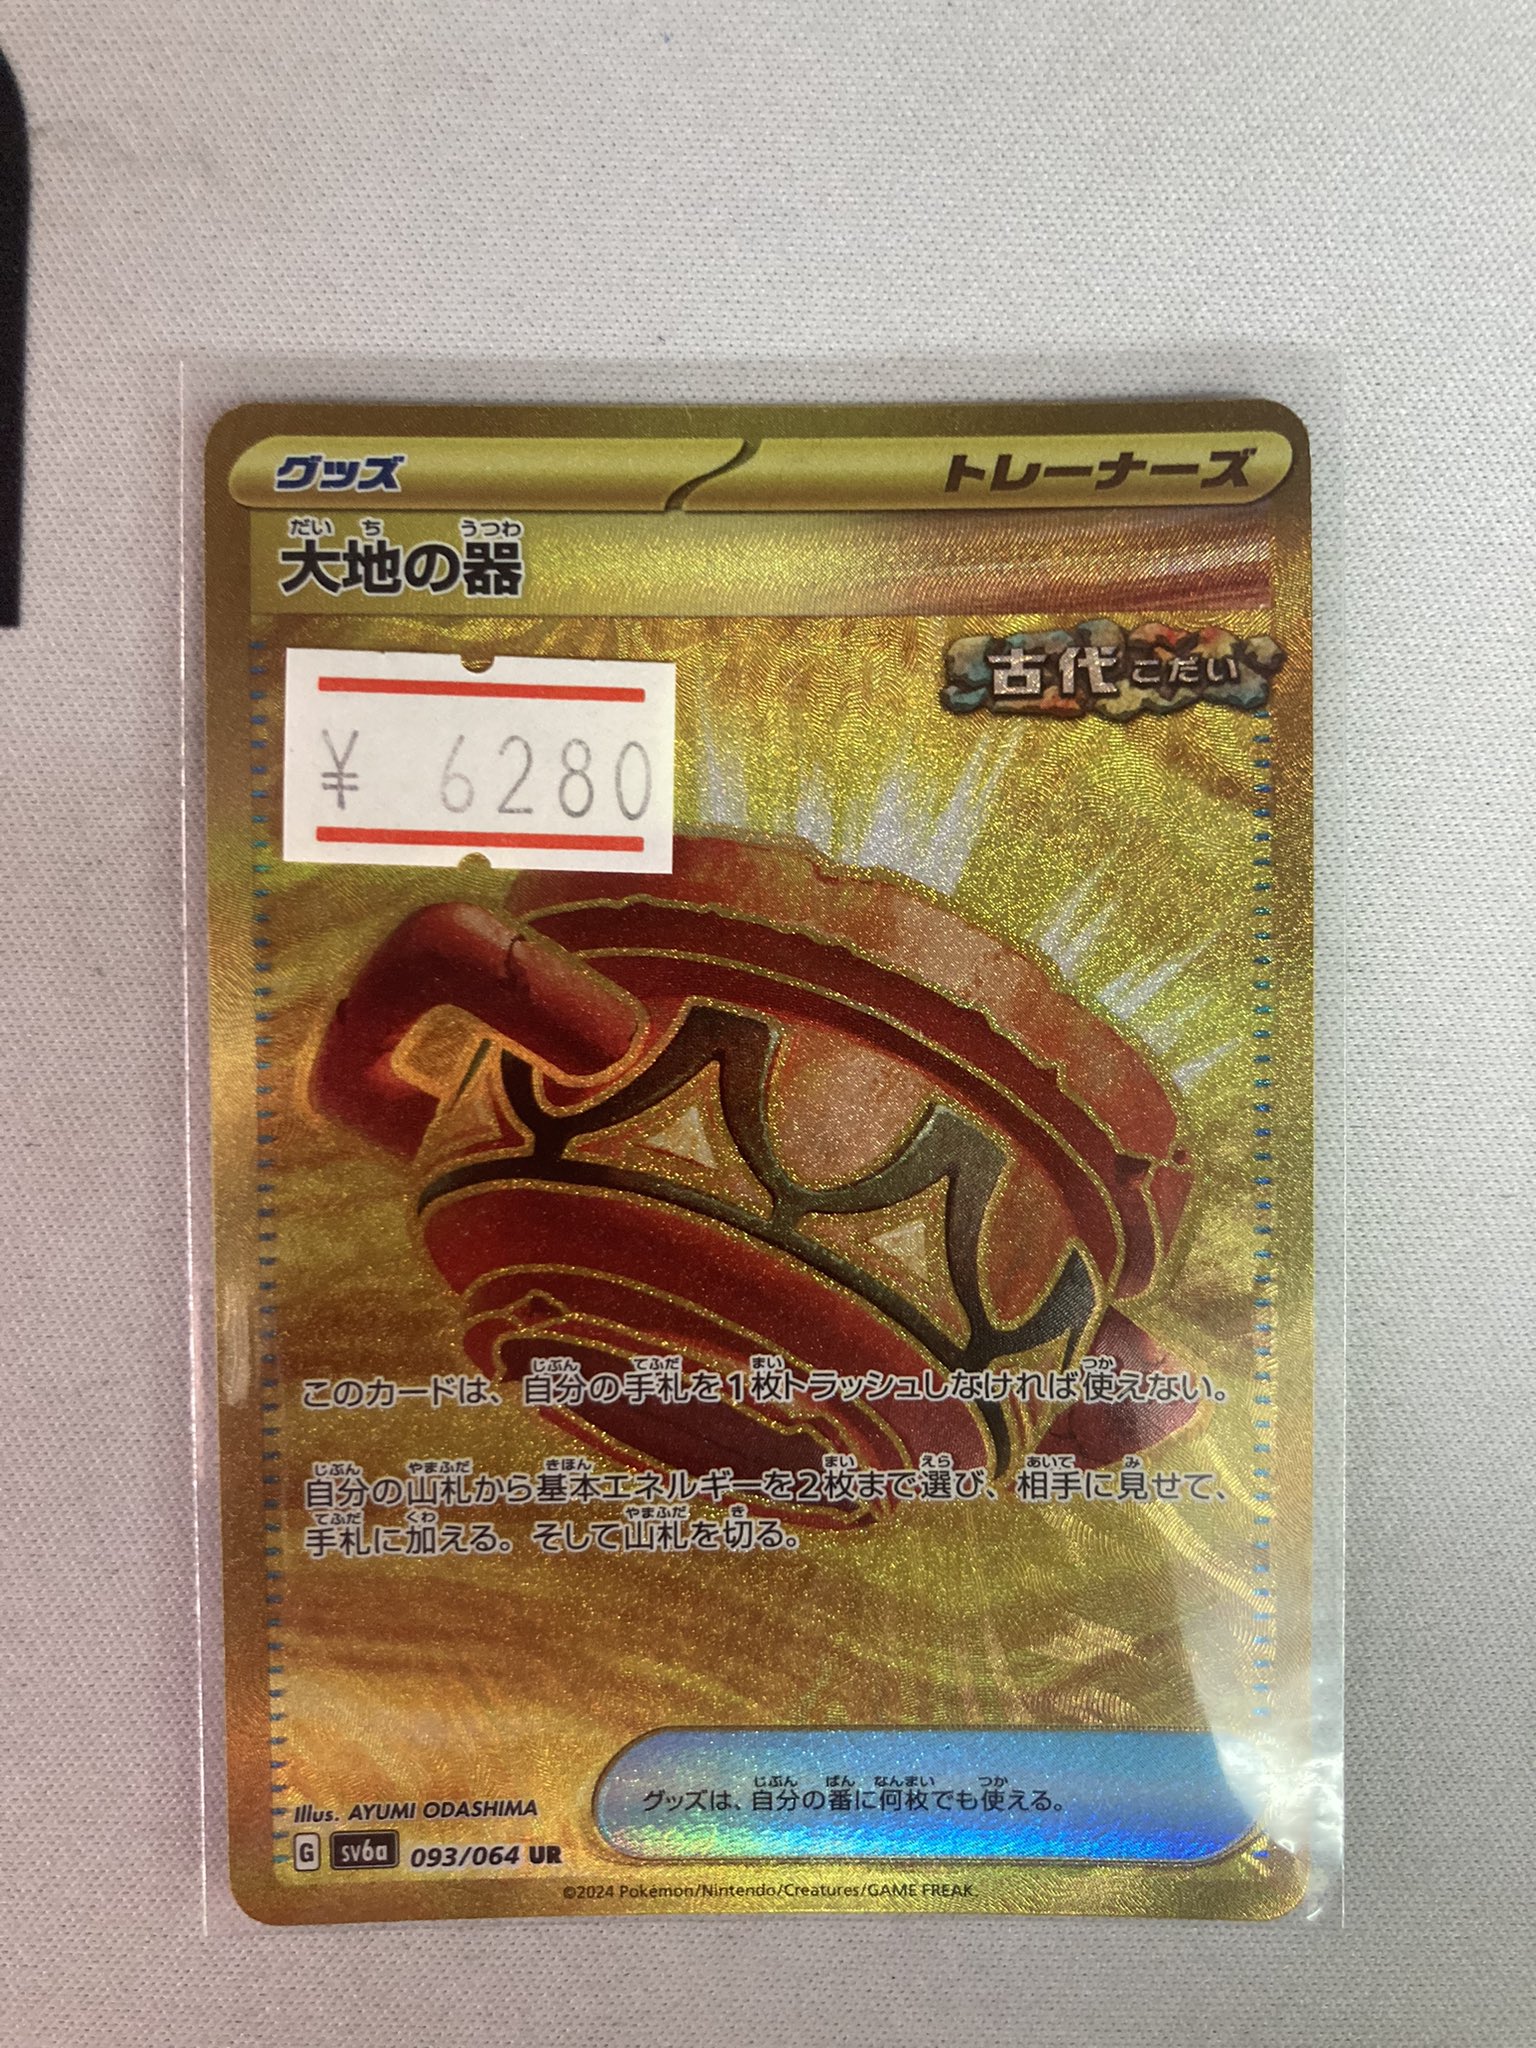 グッズ
トレーナーズ
だいち うつわ
大地の器
古代こだい
¥ 6280
じぶん てふだ まい つか
このカードは、自分の手札を1枚トラッシュしなければ使えない。
じぶん やまふだ きほん まい えら あいて み
自分の山札から基本エネルギーを2枚まで選び、相手に見せて、
てふだ くわ やまふだ き
手札に加える。そして山札を切る。
じぶん ばん なんまい つか
グッズは、自分の番に何枚でも使える。
Illus. AYUMI ODASHIMA
G SV6a 093/064 UR
©2024 Pokémon/Nintendo/Creatures/GAME FREAK.